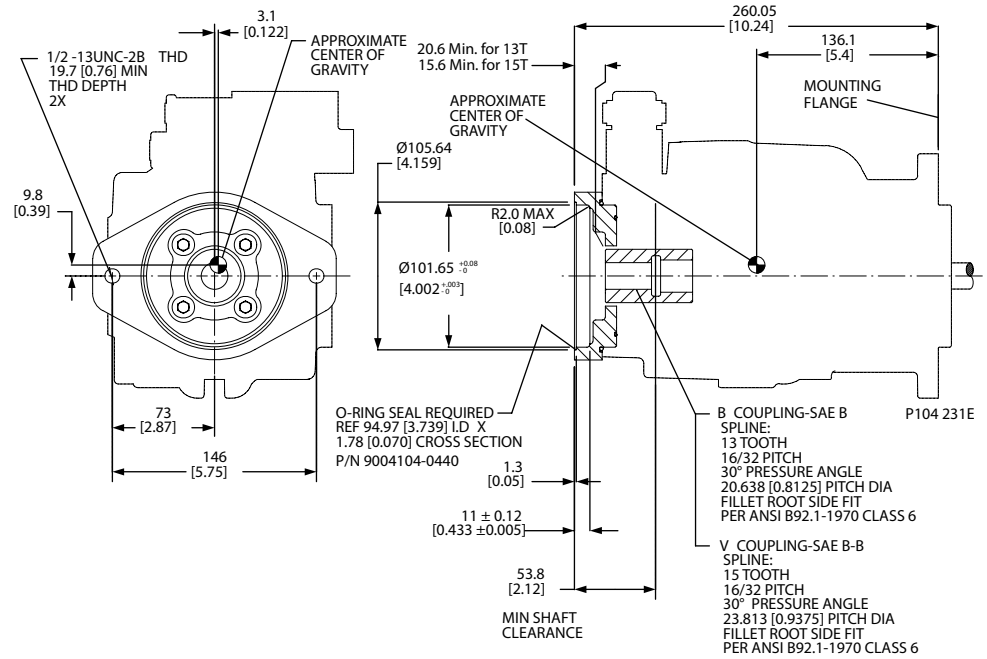 3.1
[0.122]
1/2 -13UNC-2B THD
19.7 [0.76] MIN
THD DEPTH
2X
APPROXIMATE
CENTER OF
GRAVITY
9.8
[0.39]
73
[2.87]
146
[5.75]
260.05
[10.24]
136.1
[5.4]
20.6 Min. for 13T
15.6 Min. for 15T
MOUNTING
FLANGE
APPROXIMATE
CENTER OF
GRAVITY
Ø105.64
[4.159]
R2.0 MAX
[0.08]
Ø101.65 +0.08 -0
[4.002 +.003 -0]
O-RING SEAL REQUIRED
REF 94.97 [3.739] I.D X
1.78 [0.070] CROSS SECTION
P/N 9004104-0440
1.3
[0.05]
11 ± 0.12
[0.433 ±0.005]
53.8
[2.12]
MIN SHAFT
CLEARANCE
P104 231E
B COUPLING-SAE B
SPLINE:
13 TOOTH
16/32 PITCH
30° PRESSURE ANGLE
20.638 [0.8125] PITCH DIA
FILLET ROOT SIDE FIT
PER ANSI B92.1-1970 CLASS 6
V COUPLING-SAE B-B
SPLINE:
15 TOOTH
16/32 PITCH
30° PRESSURE ANGLE
23.813 [0.9375] PITCH DIA
FILLET ROOT SIDE FIT
PER ANSI B92.1-1970 CLASS 6